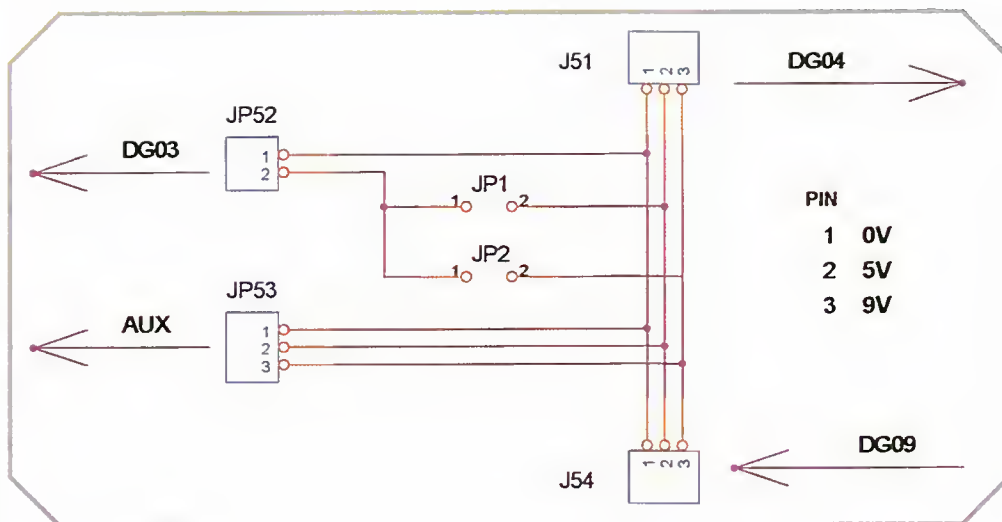 J51
1 2 3
DG04
JP52
1
2
DG03
JP1
1 2
PIN
1 0V
2 5V
3 9V
JP2
1 2
JP53
1
2
3
AUX
1 2 3
J54
DG09